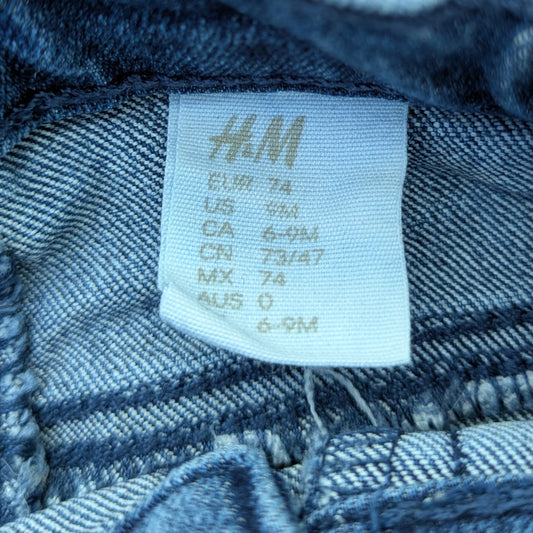 H&M
EUR 74
US 9M
CA 6-9M
CN 73/47
MX 74
AUS 0
6-9M